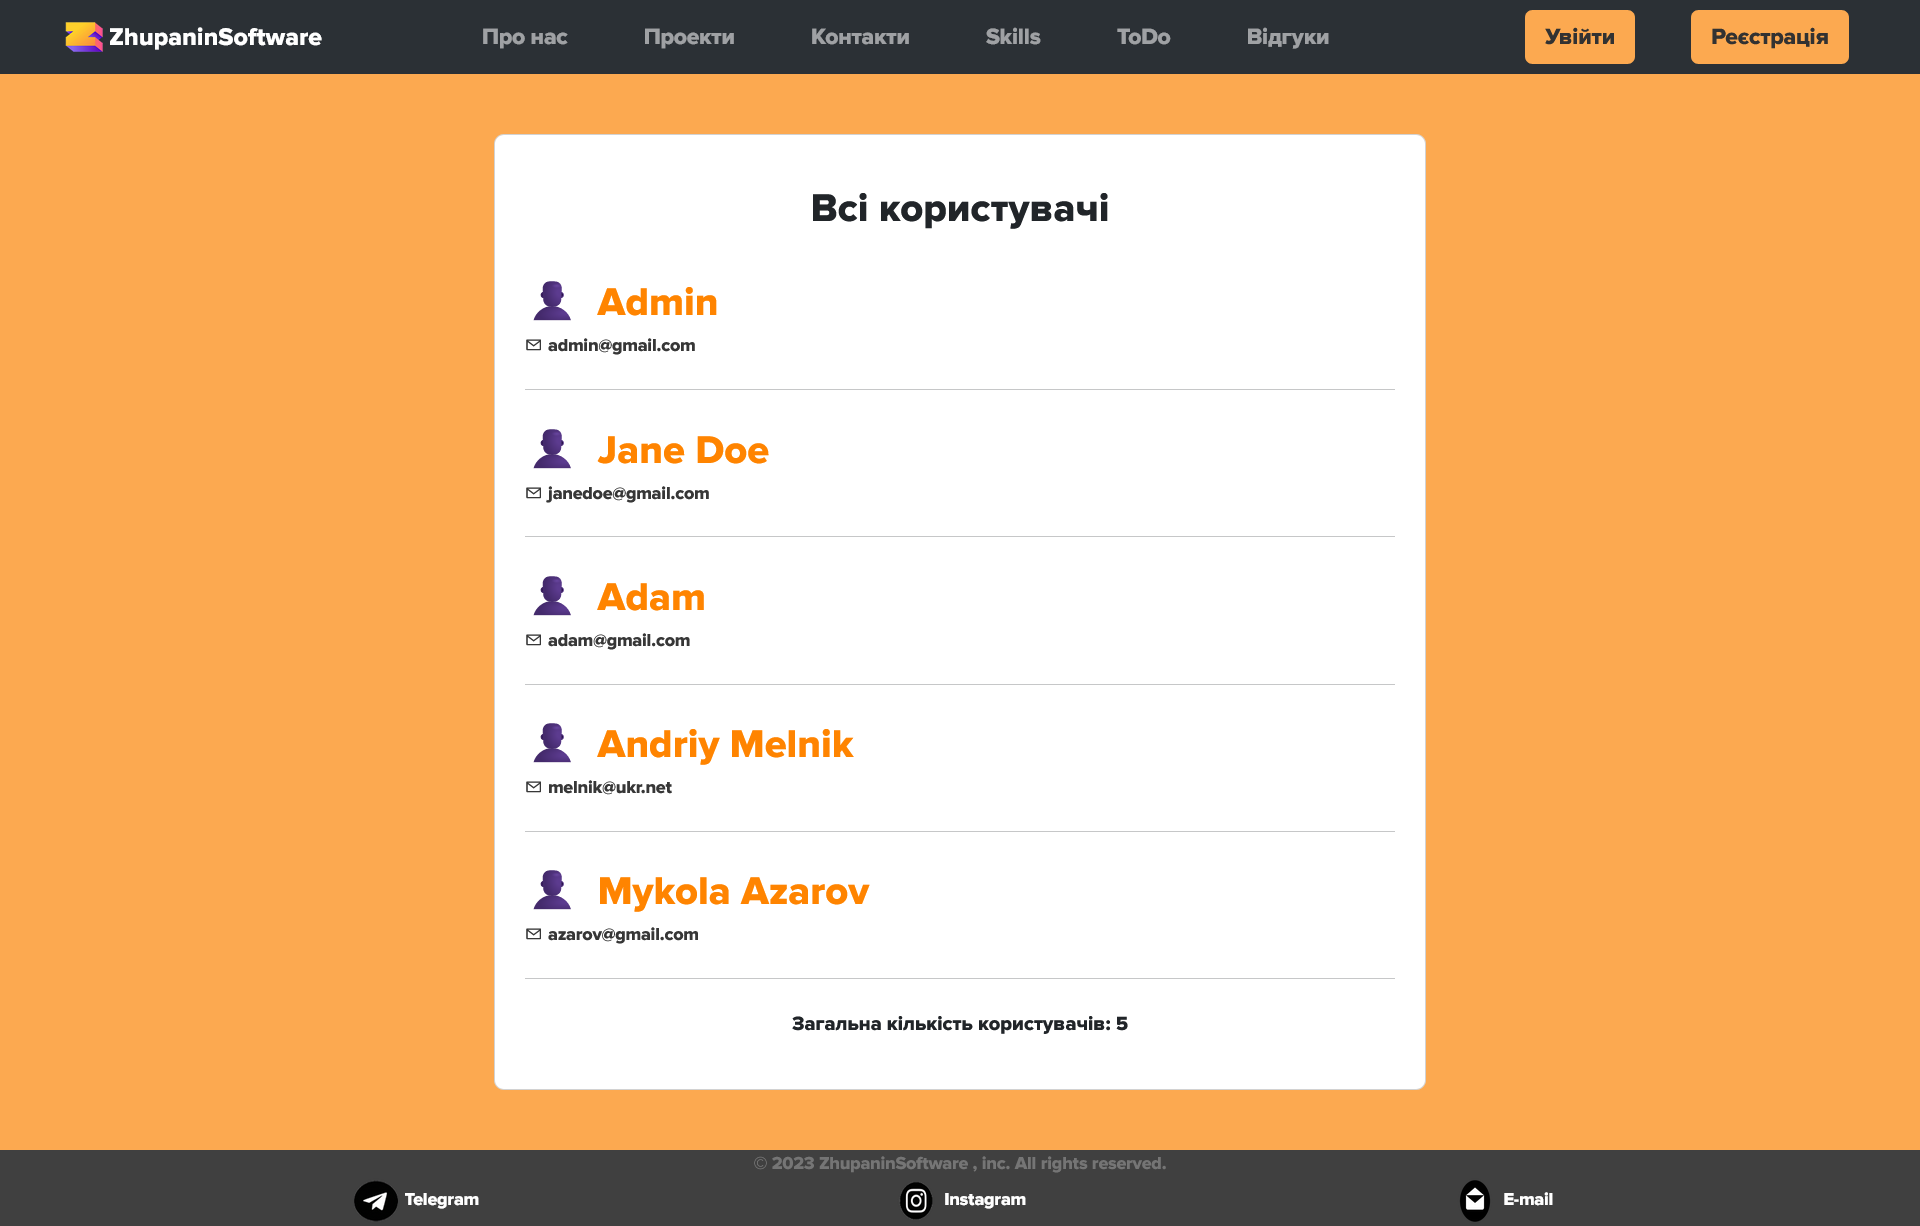 ZhupaninSoftware
Про нас
Проекти
Контакти
Skills
ToDo
Відгуки
Увійти
Реєстрація
Всі користувачі
Admin
admin@gmail.com
Jane Doe
janedoe@gmail.com
Adam
adam@gmail.com
Andriy Melnik
melnik@ukr.net
Mykola Azarov
azarov@gmail.com
Загальна кількість користувачів: 5
© 2023 ZhupaninSoftware , inc. All rights reserved.
Telegram
Instagram
E-mail